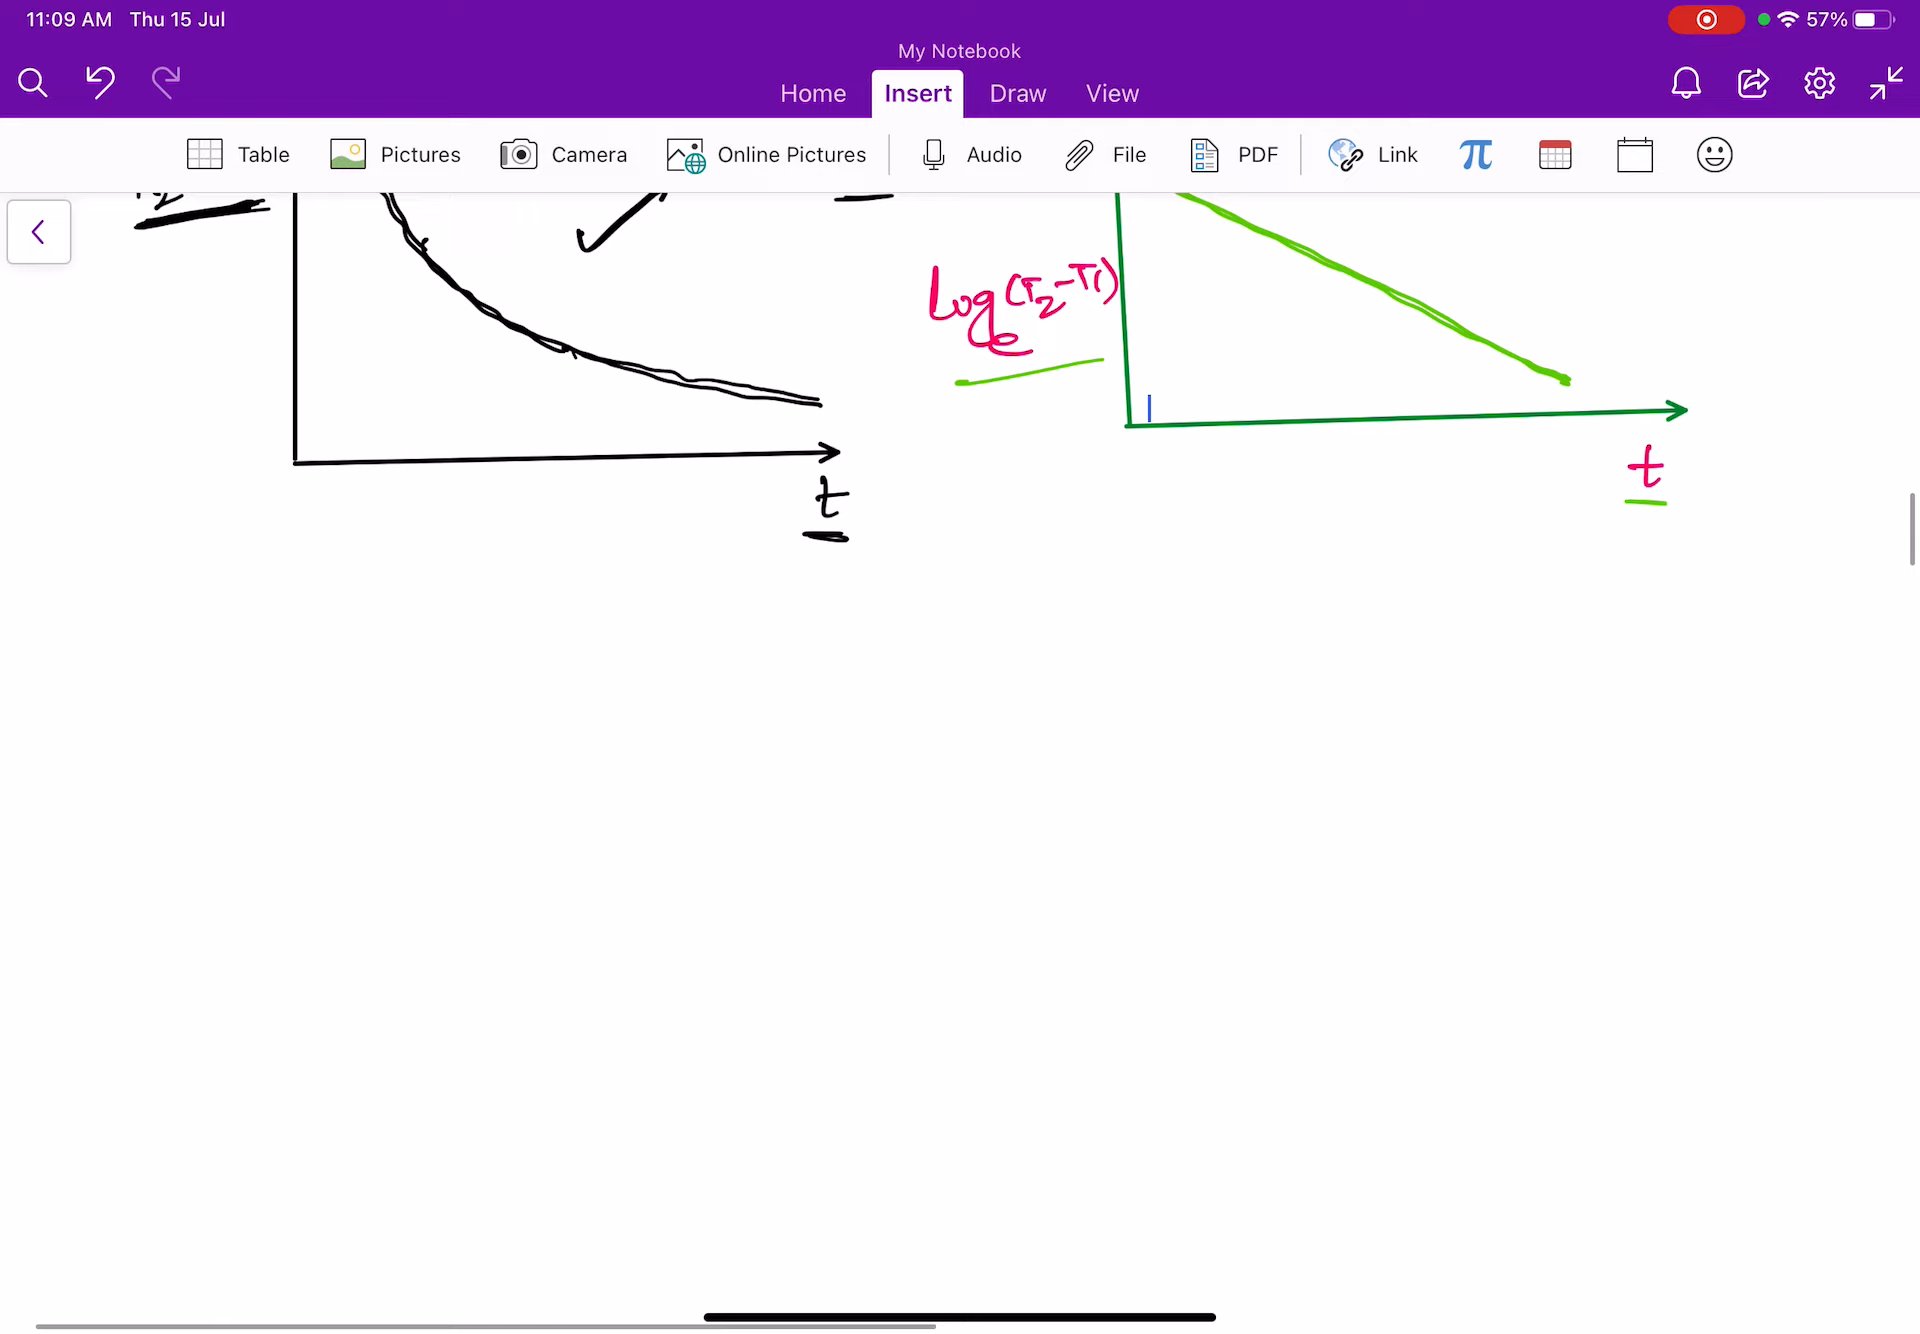 11:09 AM Thu 15 Jul
57%
My Notebook
Home Insert Draw View
Table Pictures Camera Online Pictures Audio File PDF Link π
Loge (T2-T1)
t
t